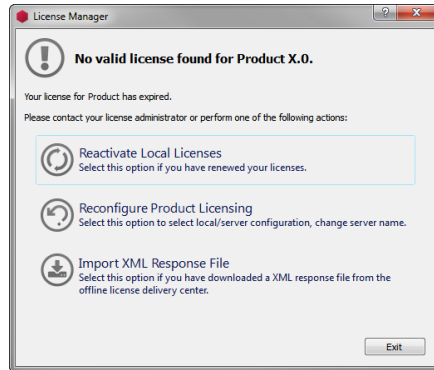 License Manager
No valid license found for Product X.0.
Your license for Product has expired.
Please contact your license administrator or perform one of the following actions:
Reactivate Local Licenses
Select this option if you have renewed your licenses.
Reconfigure Product Licensing
Select this option to select local/server configuration, change server name.
Import XML Response File
Select this option if you have downloaded a XML response file from the
offline license delivery center.
Exit